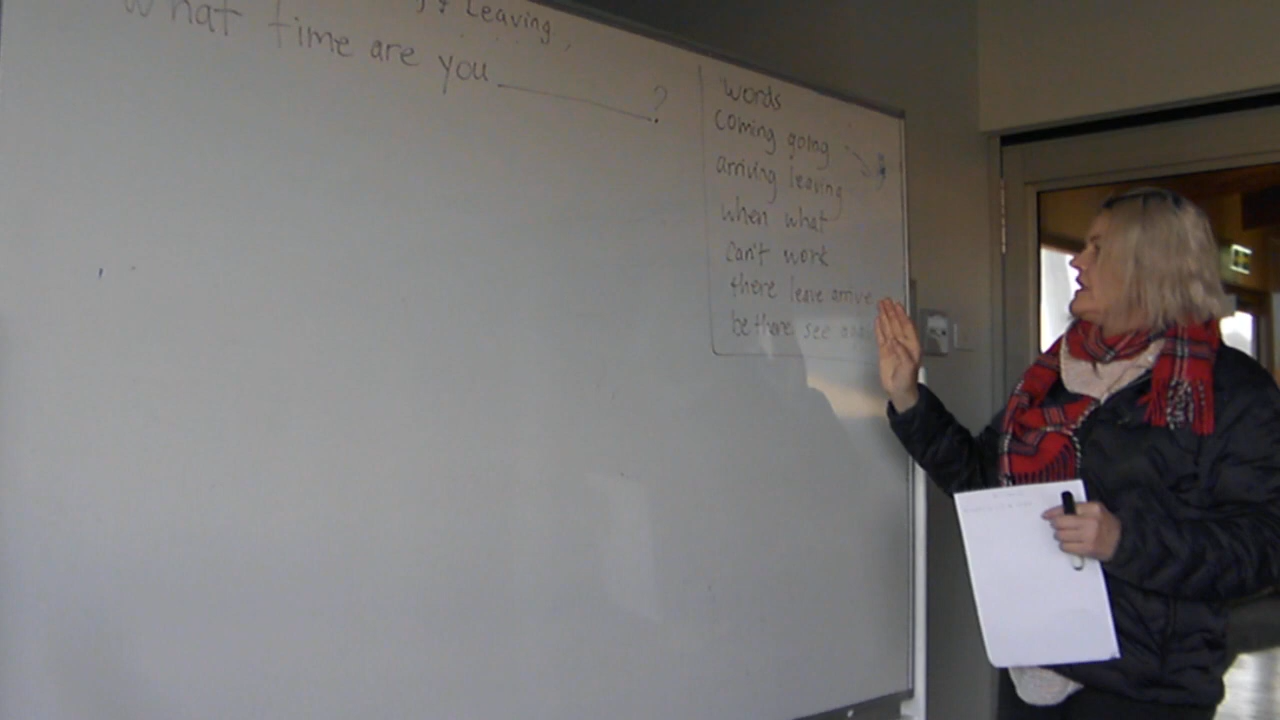 & Leaving
What time are you ______?
words
coming going
arriving leaving
when what
can't work
there leave arrive
be there see